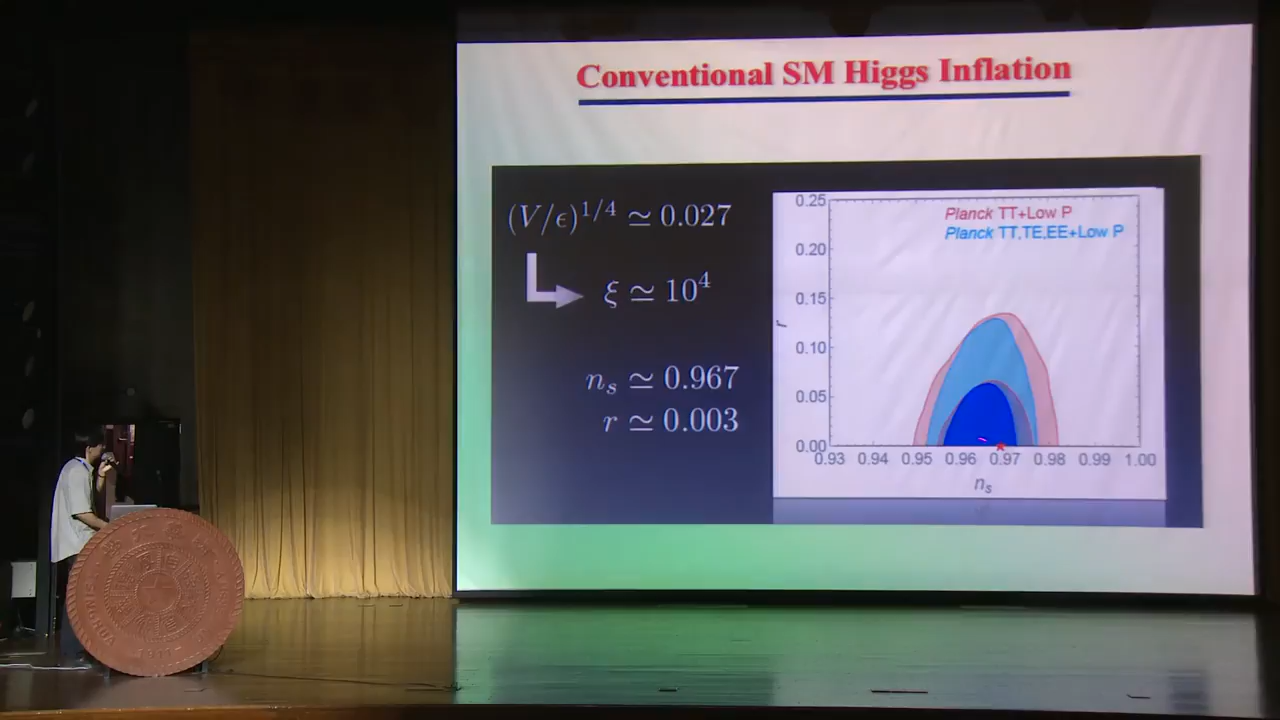 Conventional SM Higgs Inflation
(V/ϵ)^{1/4} ≃ 0.027
ξ ≃ 10^4
n_s ≃ 0.967
r ≃ 0.003
Planck TT+Low P
Planck TT,TE,EE+Low P
0.25
0.20
0.15
0.10
0.05
0.00
r
0.93 0.94 0.95 0.96 0.97 0.98 0.99 1.00
n_s
1911